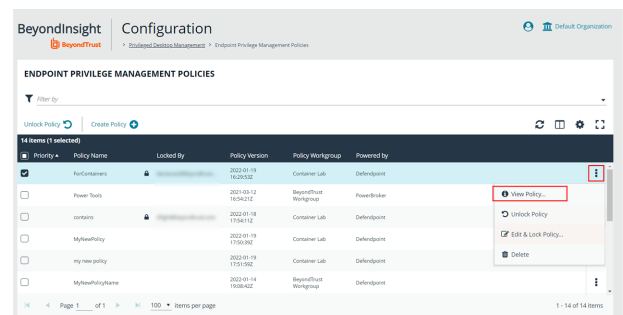 BeyondInsight
BeyondTrust
Configuration
> Privileged Desktop Management > Endpoint Privilege Management Policies
Default Organization
ENDPOINT PRIVILEGE MANAGEMENT POLICIES
Filter by
Unlock Policy Create Policy
14 items (1 selected)
Priority Policy Name Locked By Policy Version Policy Workgroup Powered by
ForContainers 2022-01-19 16:29:53Z Container Lab Defendpoint
Power Tools 2021-03-12 16:54:21Z BeyondTrust Workgroup PowerBroker
contains 2022-01-18 17:54:11Z Container Lab Defendpoint
MyNewPolicy 2022-01-19 17:50:39Z Container Lab Defendpoint
my new policy 2022-01-19 17:51:59Z Container Lab Defendpoint
MyNewPolicyName 2022-01-14 19:08:42Z BeyondTrust Workgroup Defendpoint
View Policy...
Unlock Policy
Edit & Lock Policy...
Delete
Page 1 of 1 100 items per page 1 - 14 of 14 items